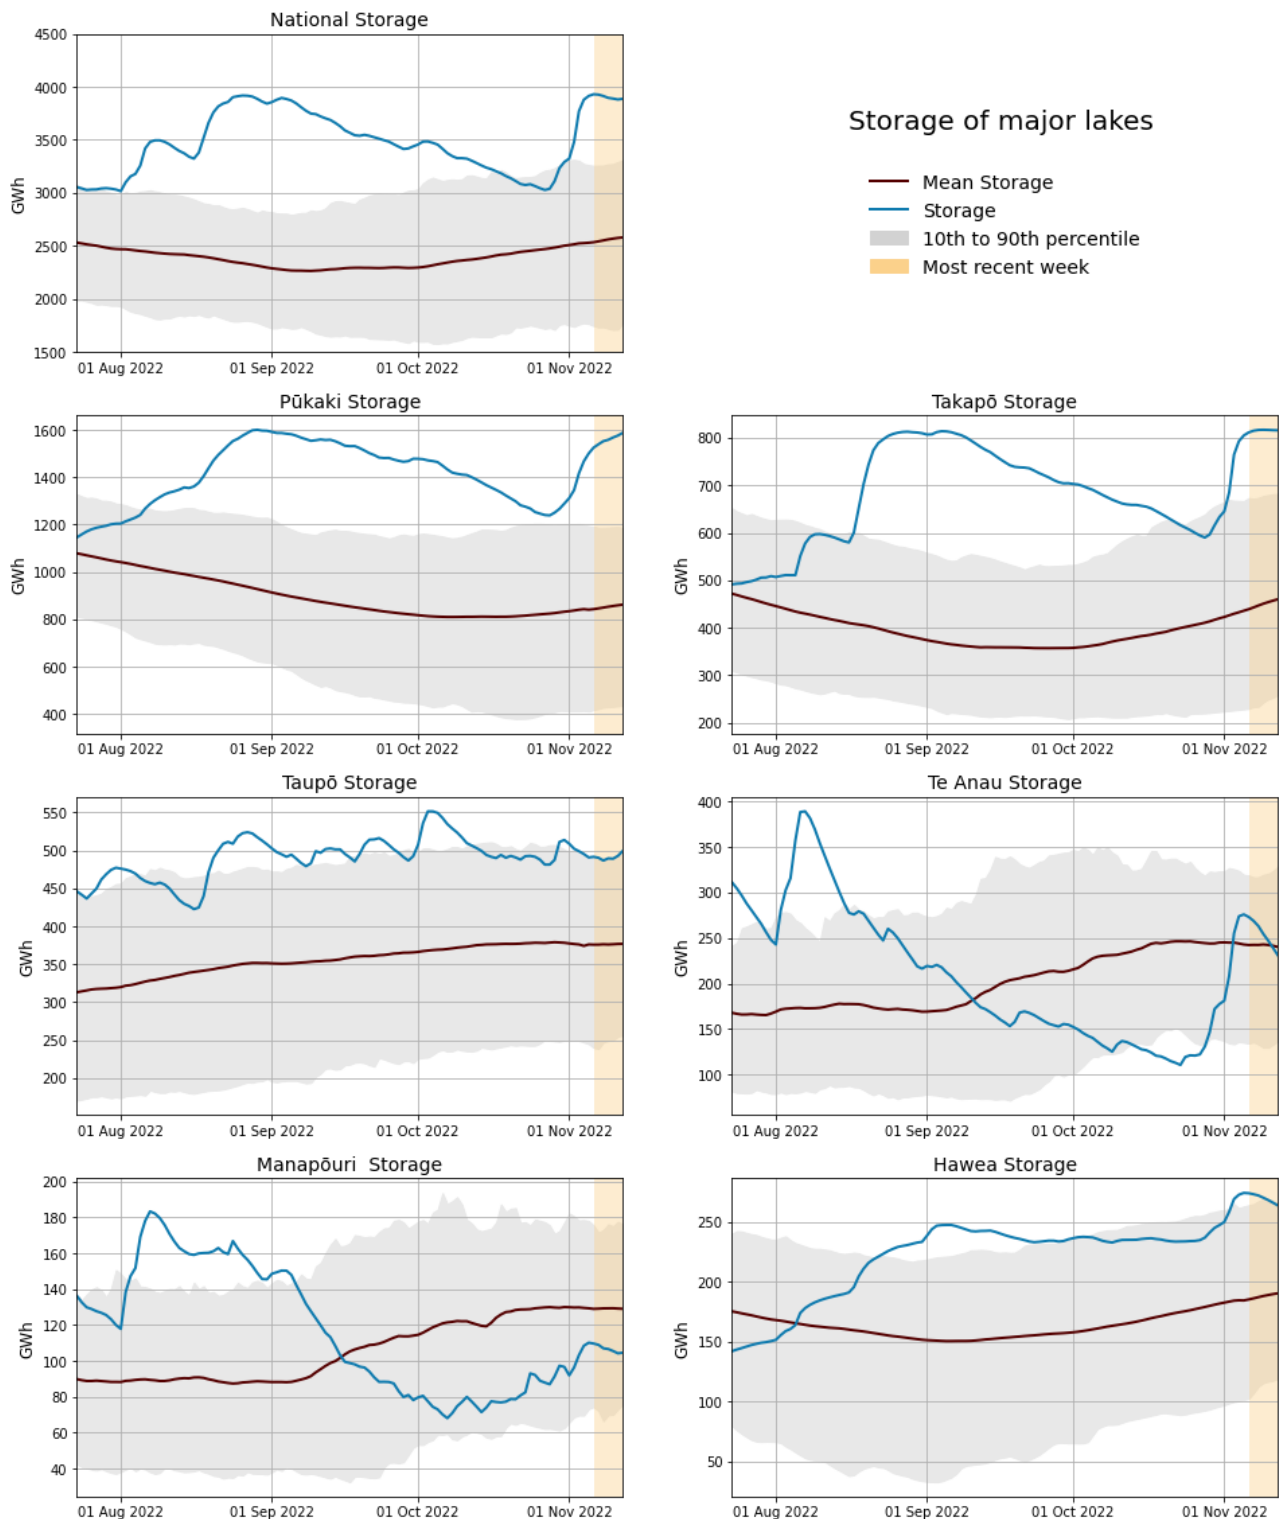 National Storage
4500
4000
3500
3000
2500
2000
1500
GWh
01 Aug 2022 01 Sep 2022 01 Oct 2022 01 Nov 2022
Storage of major lakes
Mean Storage
Storage
10th to 90th percentile
Most recent week
Pūkaki Storage
1600
1400
1200
1000
800
600
400
GWh
01 Aug 2022 01 Sep 2022 01 Oct 2022 01 Nov 2022
Takapō Storage
800
700
600
500
400
300
200
GWh
01 Aug 2022 01 Sep 2022 01 Oct 2022 01 Nov 2022
Taupō Storage
550
500
450
400
350
300
250
200
GWh
01 Aug 2022 01 Sep 2022 01 Oct 2022 01 Nov 2022
Te Anau Storage
400
350
300
250
200
150
100
GWh
01 Aug 2022 01 Sep 2022 01 Oct 2022 01 Nov 2022
Manapōuri  Storage
200
180
160
140
120
100
80
60
40
GWh
01 Aug 2022 01 Sep 2022 01 Oct 2022 01 Nov 2022
Hawea Storage
250
200
150
100
50
GWh
01 Aug 2022 01 Sep 2022 01 Oct 2022 01 Nov 2022